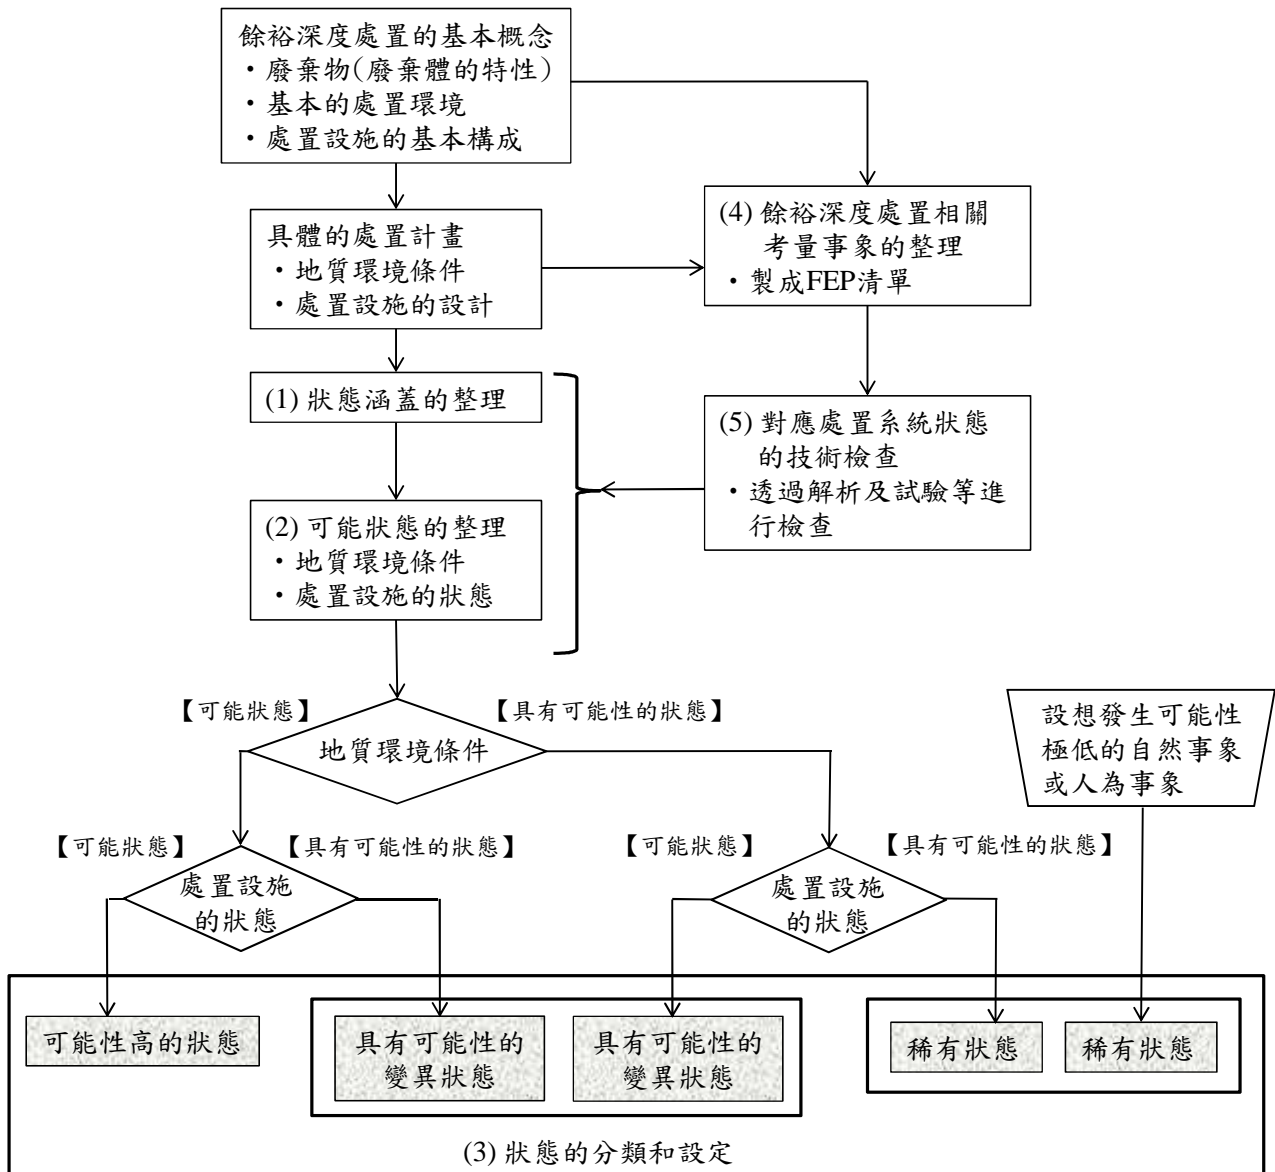 餘裕深度處置的基本概念
・廢棄物(廢棄體的特性)
・基本的處置環境
・處置設施的基本構成
具體的處置計畫
・地質環境條件
・處置設施的設計
(4) 餘裕深度處置相關
考量事象的整理
・製成FEP清單
(1) 狀態涵蓋的整理
(5) 對應處置系統狀態
的技術檢查
・透過解析及試驗等進
行檢查
(2) 可能狀態的整理
・地質環境條件
・處置設施的狀態
【可能狀態】
【具有可能性的狀態】
地質環境條件
設想發生可能性
極低的自然事象
或人為事象
【可能狀態】
【具有可能性的狀態】
處置設施
的狀態
【可能狀態】
【具有可能性的狀態】
處置設施
的狀態
可能性高的狀態
具有可能性的
變異狀態
具有可能性的
變異狀態
稀有狀態
稀有狀態
(3) 狀態的分類和設定